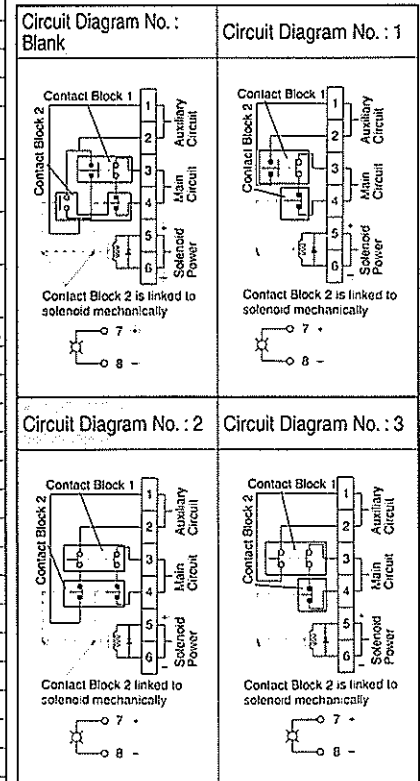 Circuit Diagram No. :
Blank
Contact Block 1
Contact Block 2
1
2
3
4
5
6
Auxiliary
Circuit
Main
Circuit
+
Solenoid
Power
−
Contact Block 2 is linked to
solenoid mechanically
7 +
8 −
Circuit Diagram No. : 1
Contact Block 1
Contact Block 2
1
2
3
4
5
6
Auxiliary
Circuit
Main
Circuit
+
Solenoid
Power
−
Contact Block 2 is linked to
solenoid mechanically
7 +
8 −
Circuit Diagram No. : 2
Contact Block 1
Contact Block 2
1
2
3
4
5
6
Auxiliary
Circuit
Main
Circuit
+
Solenoid
Power
−
Contact Block 2 linked to
solenoid mechanically
7 +
8 −
Circuit Diagram No. : 3
Contact Block 1
Contact Block 2
1
2
3
4
5
6
Auxiliary
Circuit
Main
Circuit
+
Solenoid
Power
−
Contact Block 2 is linked to
solenoid mechanically
7 +
8 −